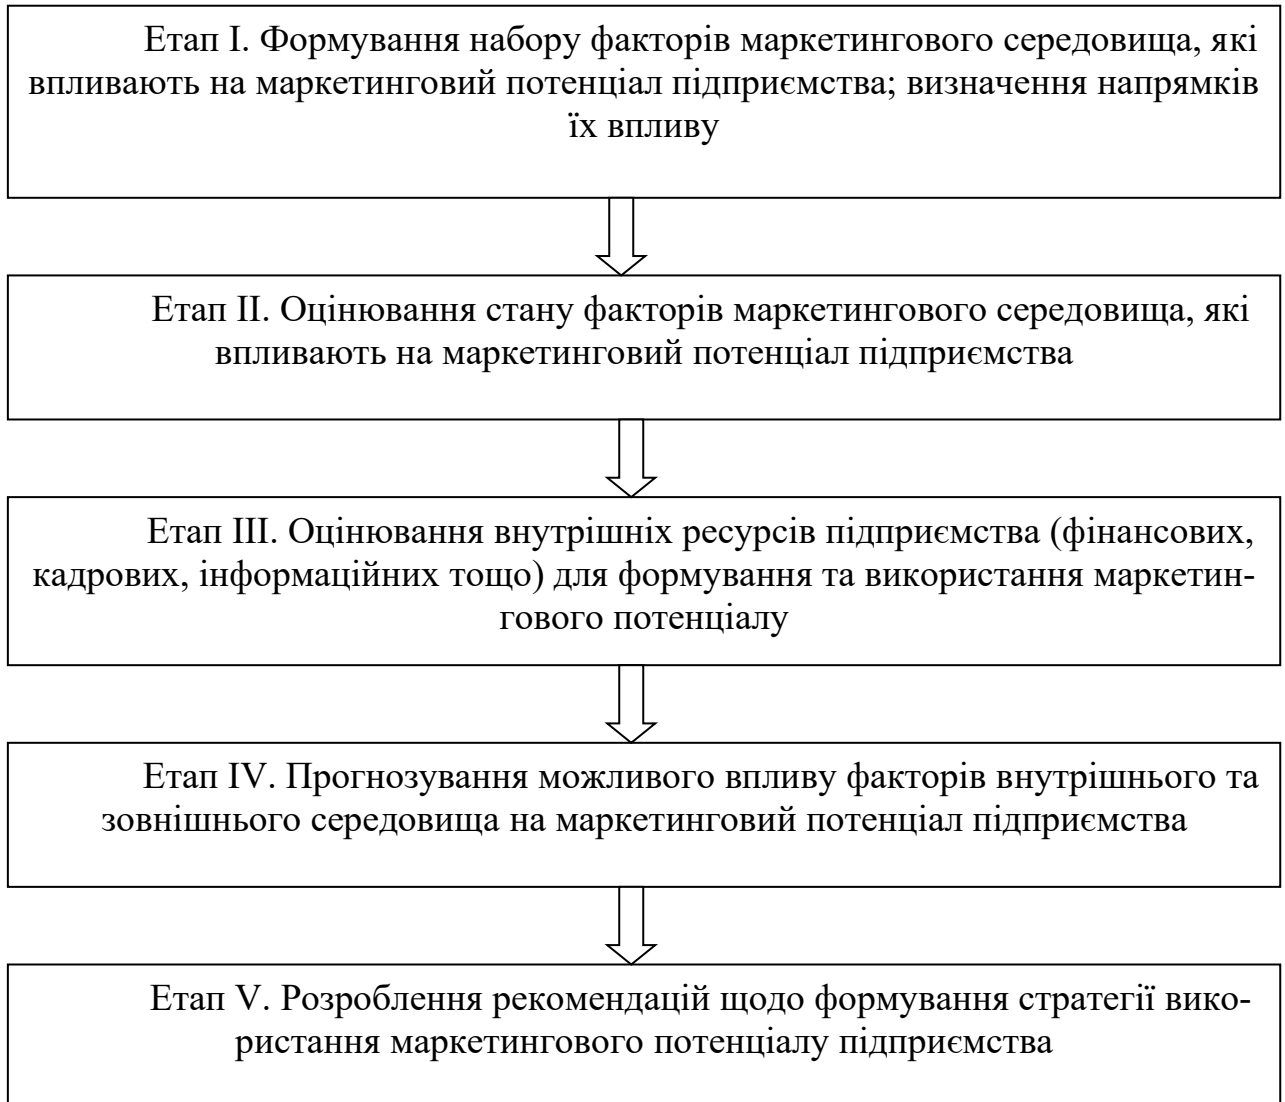 Етап I. Формування набору факторів маркетингового середовища, які
впливають на маркетинговий потенціал підприємства; визначення напрямків
їх впливу
Етап II. Оцінювання стану факторів маркетингового середовища, які
впливають на маркетинговий потенціал підприємства
Етап III. Оцінювання внутрішніх ресурсів підприємства (фінансових,
кадрових, інформаційних тощо) для формування та використання маркетин-
гового потенціалу
Етап IV. Прогнозування можливого впливу факторів внутрішнього та
зовнішнього середовища на маркетинговий потенціал підприємства
Етап V. Розроблення рекомендацій щодо формування стратегії вико-
ристання маркетингового потенціалу підприємства